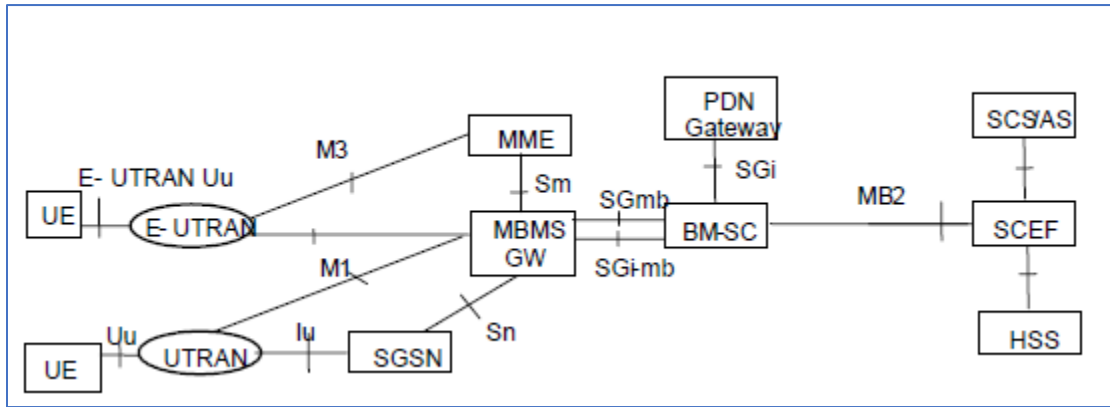 PDN
Gateway
SCS/AS
MME
M3
SGi
E- UTRAN Uu
Sm
SGmb
MB2
UE
E- UTRAN
MBMS
GW
BM-SC
SCEF
SGi-mb
M1
Sn
Uu
Iu
UTRAN
SGSN
HSS
UE